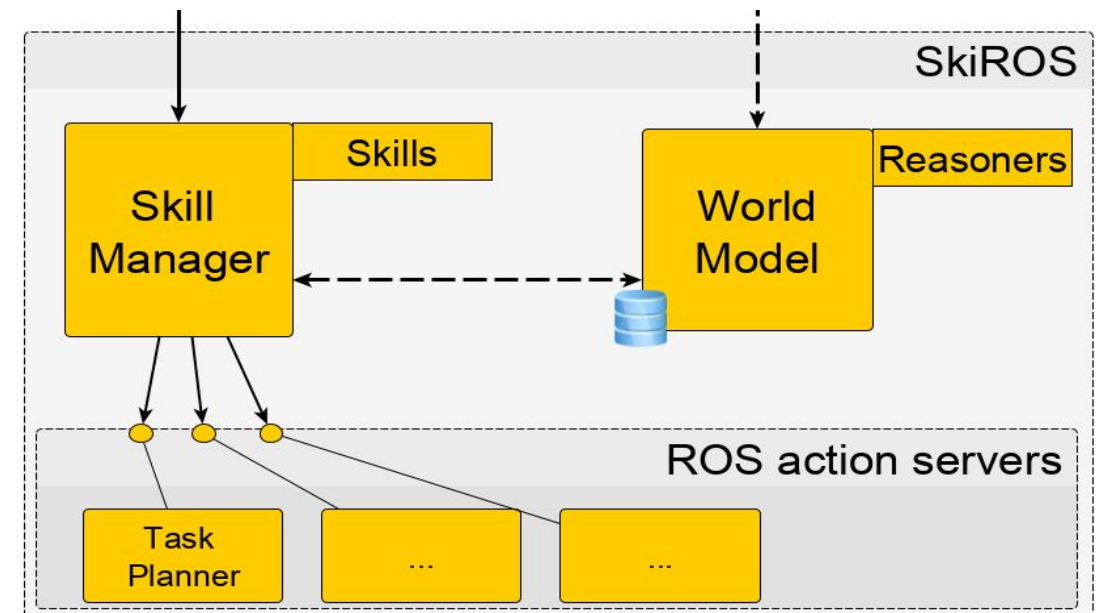 SkiROS
Skills
Reasoners
Skill
Manager
World
Model
ROS action servers
Task
Planner
...
...